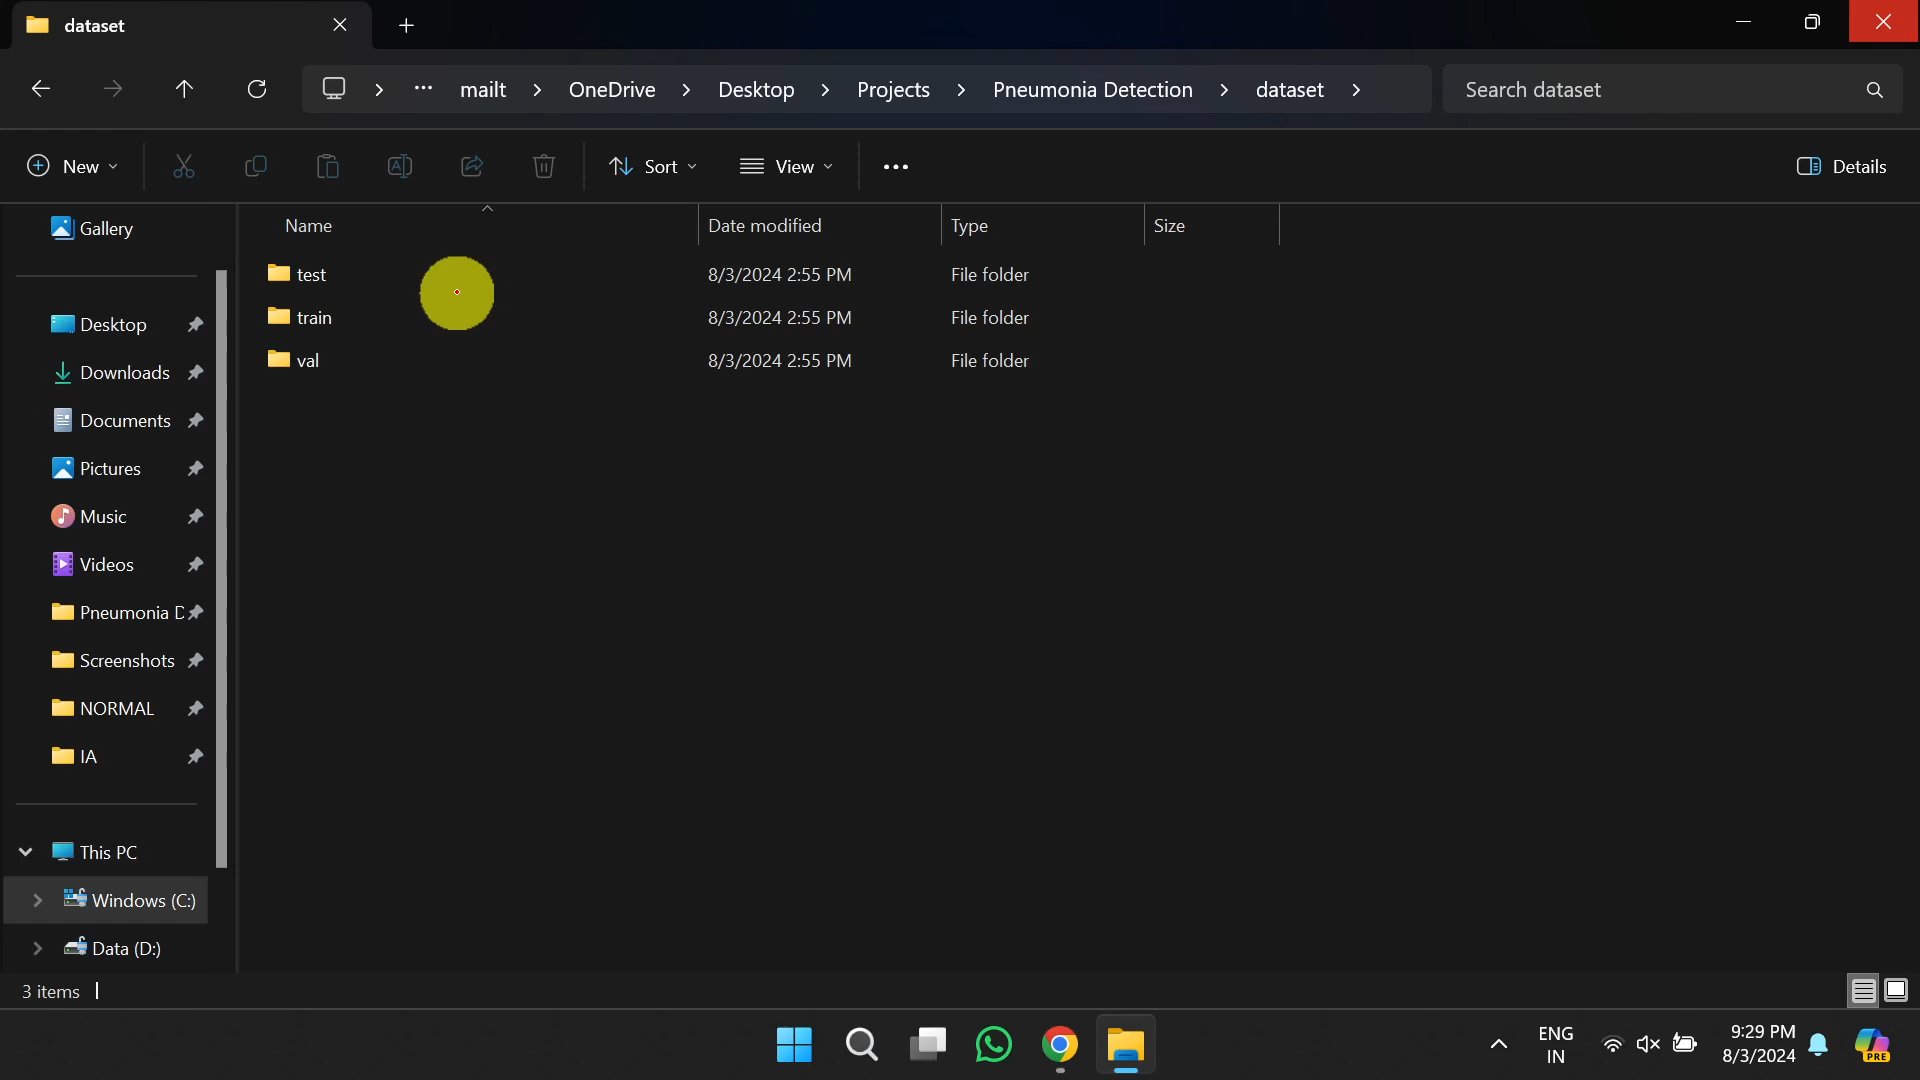 dataset
mailt OneDrive Desktop Projects Pneumonia Detection dataset Search dataset
New Sort View Details
Gallery
Desktop
Downloads
Documents
Pictures
Music
Videos
Pneumonia D
Screenshots
NORMAL
IA
This PC
Windows (C:)
Data (D:)
Name Date modified Type Size
test 8/3/2024 2:55 PM File folder
train 8/3/2024 2:55 PM File folder
val 8/3/2024 2:55 PM File folder
3 items
ENG
IN
9:29 PM
8/3/2024
PRE